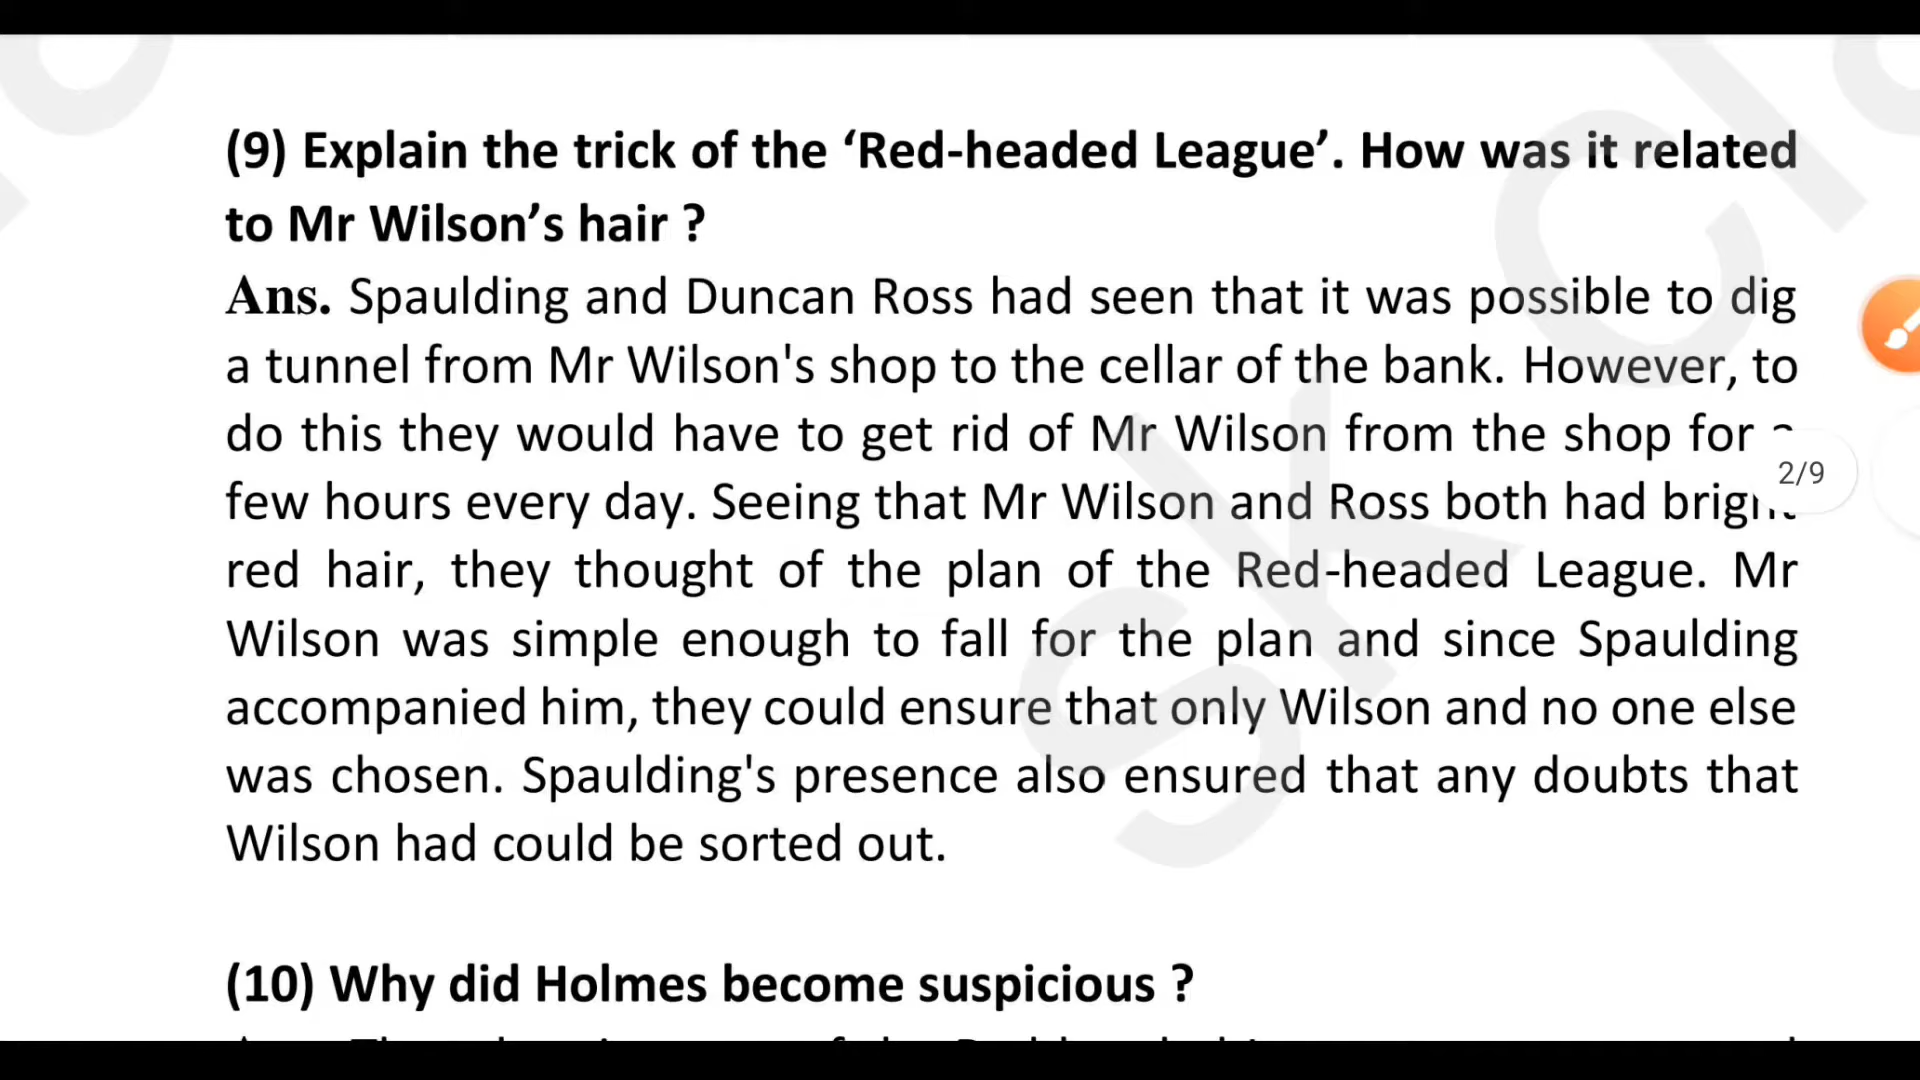 (9) Explain the trick of the ‘Red-headed League’. How was it related
to Mr Wilson’s hair ?
Ans. Spaulding and Duncan Ross had seen that it was possible to dig
a tunnel from Mr Wilson's shop to the cellar of the bank. However, to
do this they would have to get rid of Mr Wilson from the shop for a
2/9
few hours every day. Seeing that Mr Wilson and Ross both had bright
red hair, they thought of the plan of the Red-headed League. Mr
Wilson was simple enough to fall for the plan and since Spaulding
accompanied him, they could ensure that only Wilson and no one else
was chosen. Spaulding's presence also ensured that any doubts that
Wilson had could be sorted out.
(10) Why did Holmes become suspicious ?